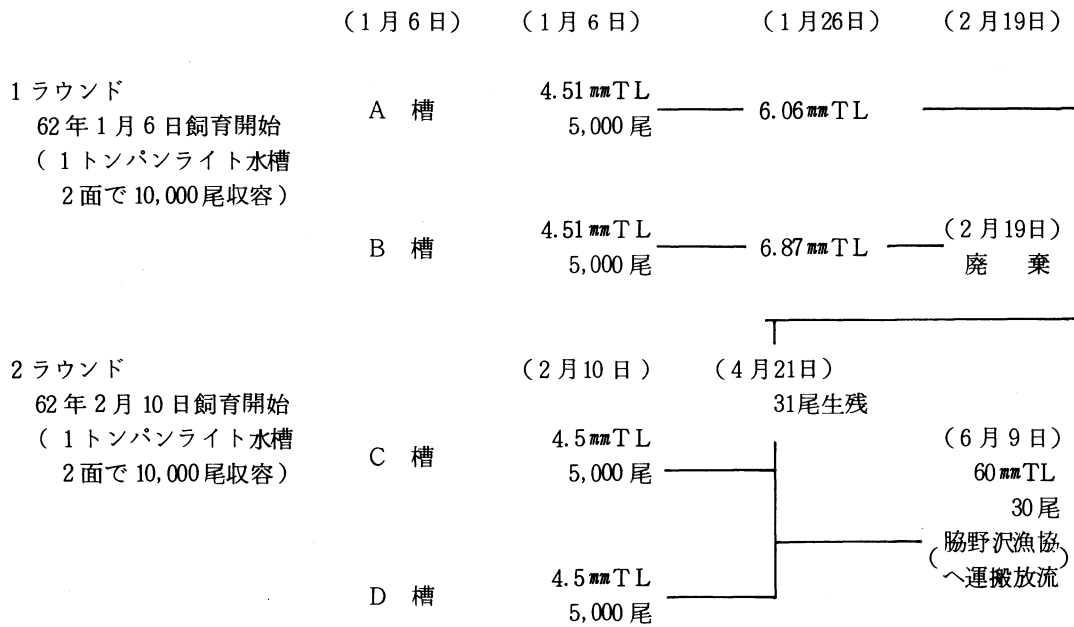 (1月6日) (1月6日) (1月26日) (2月19日)
1ラウンド
62年1月6日飼育開始
(1トンパンライト水槽
2面で10,000尾収容)
A 槽
4.51㎜TL
5,000尾
6.06㎜TL
B 槽
4.51㎜TL
5,000尾
6.87㎜TL
(2月19日)
廃 棄
2ラウンド
62年2月10日飼育開始
(1トンパンライト水槽
2面で10,000尾収容)
(2月10日)
(4月21日)
31尾生残
C 槽
4.5㎜TL
5,000尾
(6月9日)
60㎜TL
30尾
(脇野沢漁協
へ運搬放流)
D 槽
4.5㎜TL
5,000尾